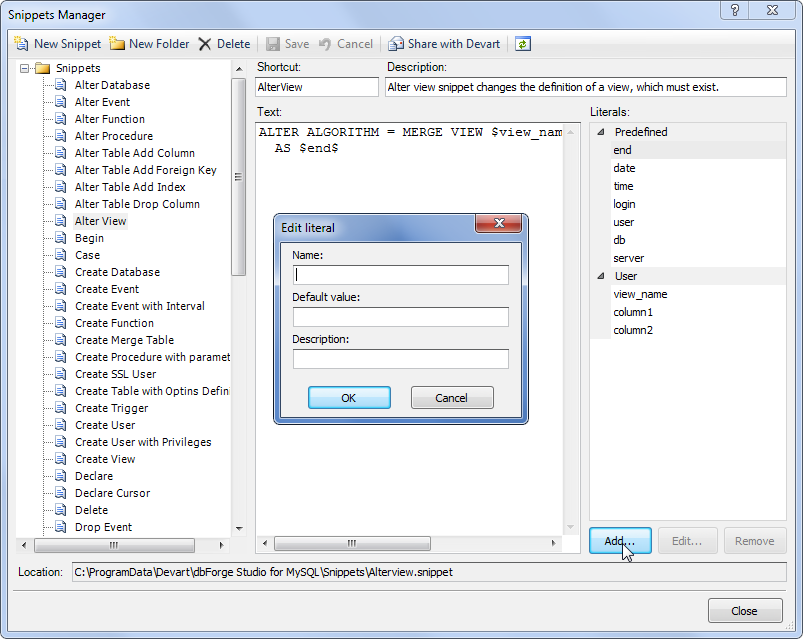 Snippets Manager
New Snippet New Folder Delete Save Cancel Share with Devart
Snippets
Alter Database
Alter Event
Alter Function
Alter Procedure
Alter Table Add Column
Alter Table Add Foreign Key
Alter Table Add Index
Alter Table Drop Column
Alter View
Begin
Case
Create Database
Create Event
Create Event with Interval
Create Function
Create Merge Table
Create Procedure with paramet
Create SSL User
Create Table with Optins Defin
Create Trigger
Create User
Create User with Privileges
Create View
Declare
Declare Cursor
Delete
Drop Event
Shortcut:
AlterView
Description:
Alter view snippet changes the definition of a view, which must exist.
Text:
ALTER ALGORITHM = MERGE VIEW $view_nam
AS $end$
Literals:
Predefined
end
date
time
login
user
db
server
User
view_name
column1
column2
Edit literal
Name:
Default value:
Description:
OK Cancel
Add... Edit... Remove
Location: C:\ProgramData\Devart\dbForge Studio for MySQL\Snippets\Alterview.snippet
Close